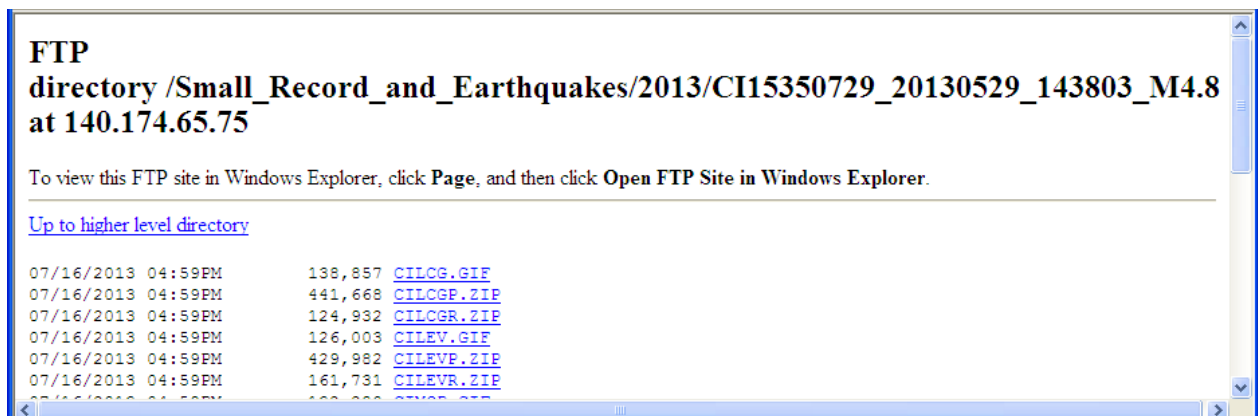 FTP
directory /Small_Record_and_Earthquakes/2013/CI15350729_20130529_143803_M4.8
at 140.174.65.75
To view this FTP site in Windows Explorer, click Page, and then click Open FTP Site in Windows Explorer.
Up to higher level directory
07/16/2013 04:59PM 138,857 CILCG.GIF
07/16/2013 04:59PM 441,668 CILCGP.ZIP
07/16/2013 04:59PM 124,932 CILCGR.ZIP
07/16/2013 04:59PM 126,003 CILEV.GIF
07/16/2013 04:59PM 429,982 CILEVP.ZIP
07/16/2013 04:59PM 161,731 CILEVR.ZIP